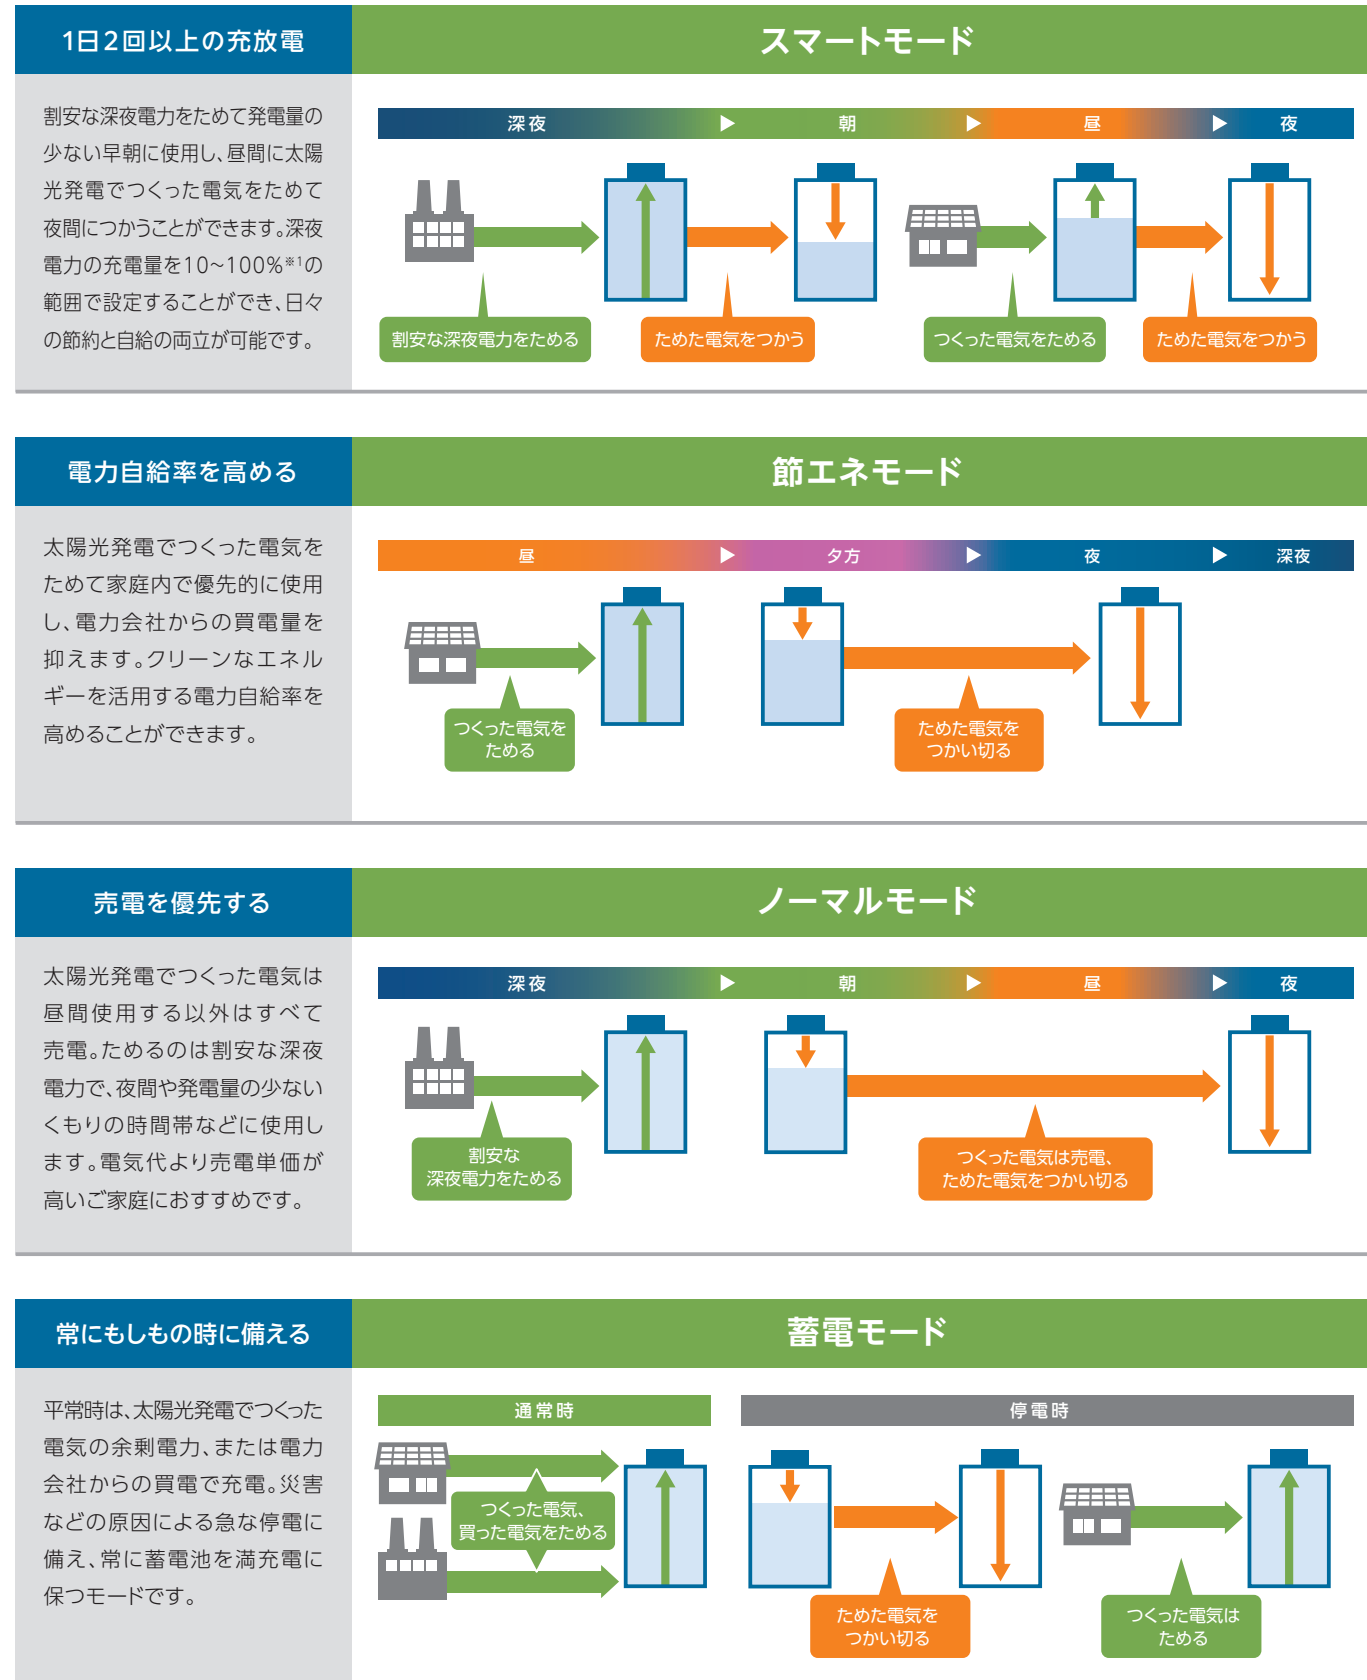 1日2回以上の充放電
スマートモード
割安な深夜電力をためて発電量の
少ない早朝に使用し、昼間に太陽
光発電でつくった電気をためて
夜間につかうことができます。深夜
電力の充電量を10~100%※1の
範囲で設定することができ、日々
の節約と自給の両立が可能です。
深夜 ▶ 朝 ▶ 昼 ▶ 夜
割安な深夜電力をためる
ためた電気をつかう
つくった電気をためる
ためた電気をつかう
電力自給率を高める
節エネモード
太陽光発電でつくった電気を
ためて家庭内で優先的に使用
し、電力会社からの買電量を
抑えます。クリーンなエネル
ギーを活用する電力自給率を
高めることができます。
昼 ▶ 夕方 ▶ 夜 ▶ 深夜
つくった電気を
ためる
ためた電気を
つかい切る
売電を優先する
ノーマルモード
太陽光発電でつくった電気は
昼間使用する以外はすべて
売電。ためるのは割安な深夜
電力で、夜間や発電量の少ない
くもりの時間帯などに使用し
ます。電気代より売電単価が
高いご家庭におすすめです。
深夜 ▶ 朝 ▶ 昼 ▶ 夜
割安な
深夜電力をためる
つくった電気は売電、
ためた電気をつかい切る
常にもしもの時に備える
蓄電モード
平常時は、太陽光発電でつくった
電気の余剰電力、または電力
会社からの買電で充電。災害
などの原因による急な停電に
備え、常に蓄電池を満充電に
保つモードです。
通常時
つくった電気、
買った電気をためる
停電時
ためた電気を
つかい切る
つくった電気は
ためる